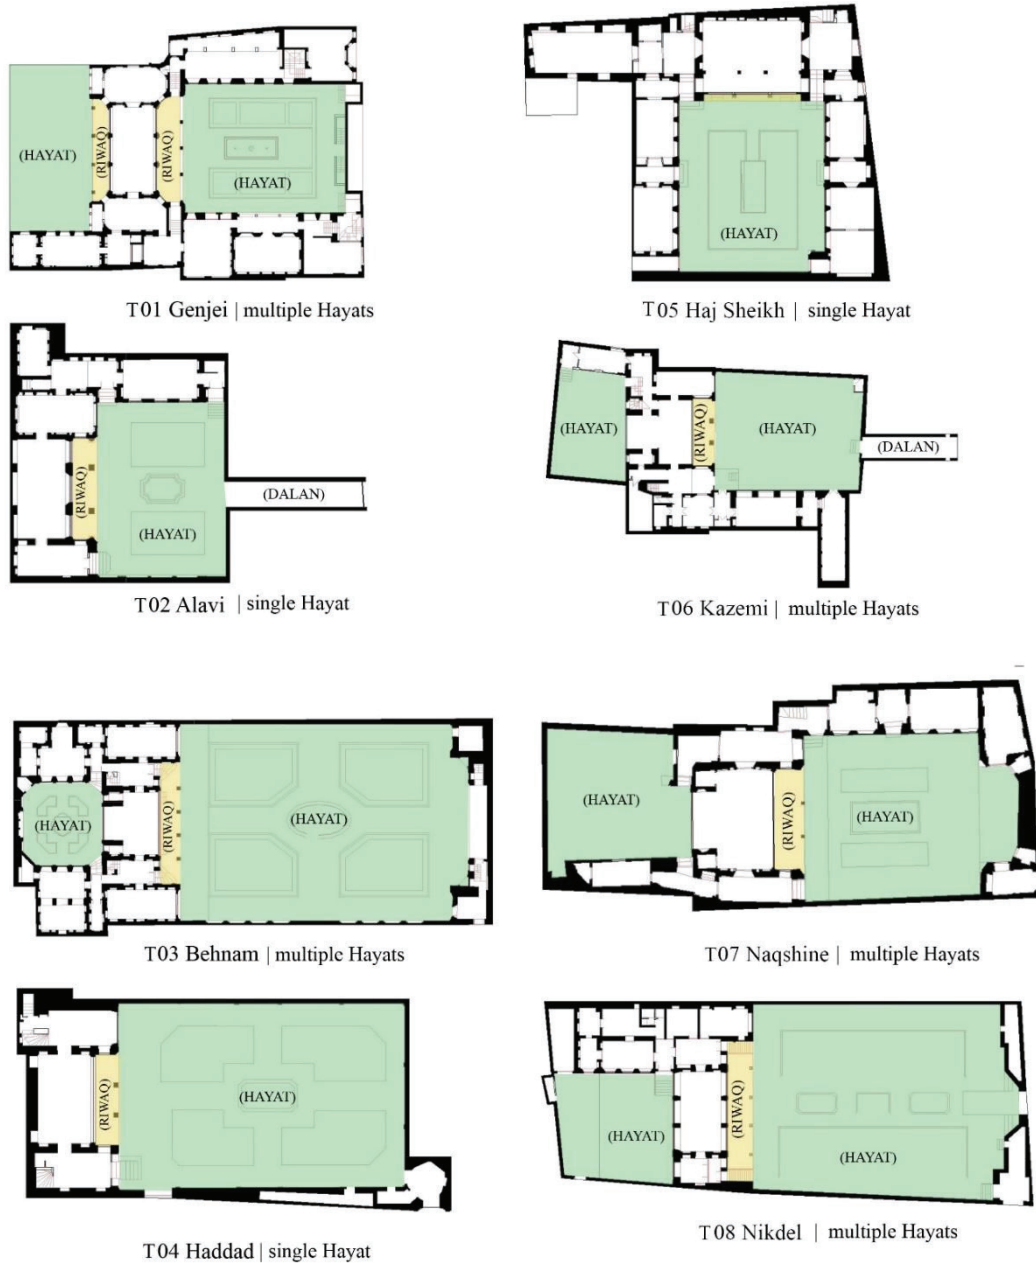 (HAYAT)
(RIWAQ)
(RIWAQ)
(HAYAT)
T01 Genjei | multiple Hayats
(HAYAT)
T05 Haj Sheikh | single Hayat
(RIWAQ)
(HAYAT)
(DALAN)
T02 Alavi | single Hayat
(HAYAT)
(RIWAQ)
(HAYAT)
(DALAN)
T06 Kazemi | multiple Hayats
(HAYAT)
(RIWAQ)
(HAYAT)
T03 Behnam | multiple Hayats
(HAYAT)
(RIWAQ)
(HAYAT)
T07 Naqshine | multiple Hayats
(RIWAQ)
(HAYAT)
T04 Haddad | single Hayat
(HAYAT)
(RIWAQ)
(HAYAT)
T08 Nikdel | multiple Hayats